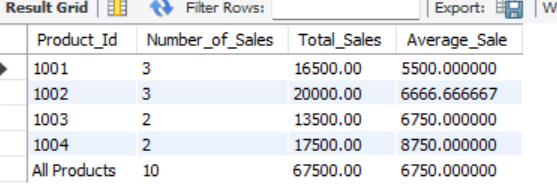 Result Grid Filter Rows: Export: W
Product_Id Number_of_Sales Total_Sales Average_Sale
1001 3 16500.00 5500.000000
1002 3 20000.00 6666.666667
1003 2 13500.00 6750.000000
1004 2 17500.00 8750.000000
All Products 10 67500.00 6750.000000